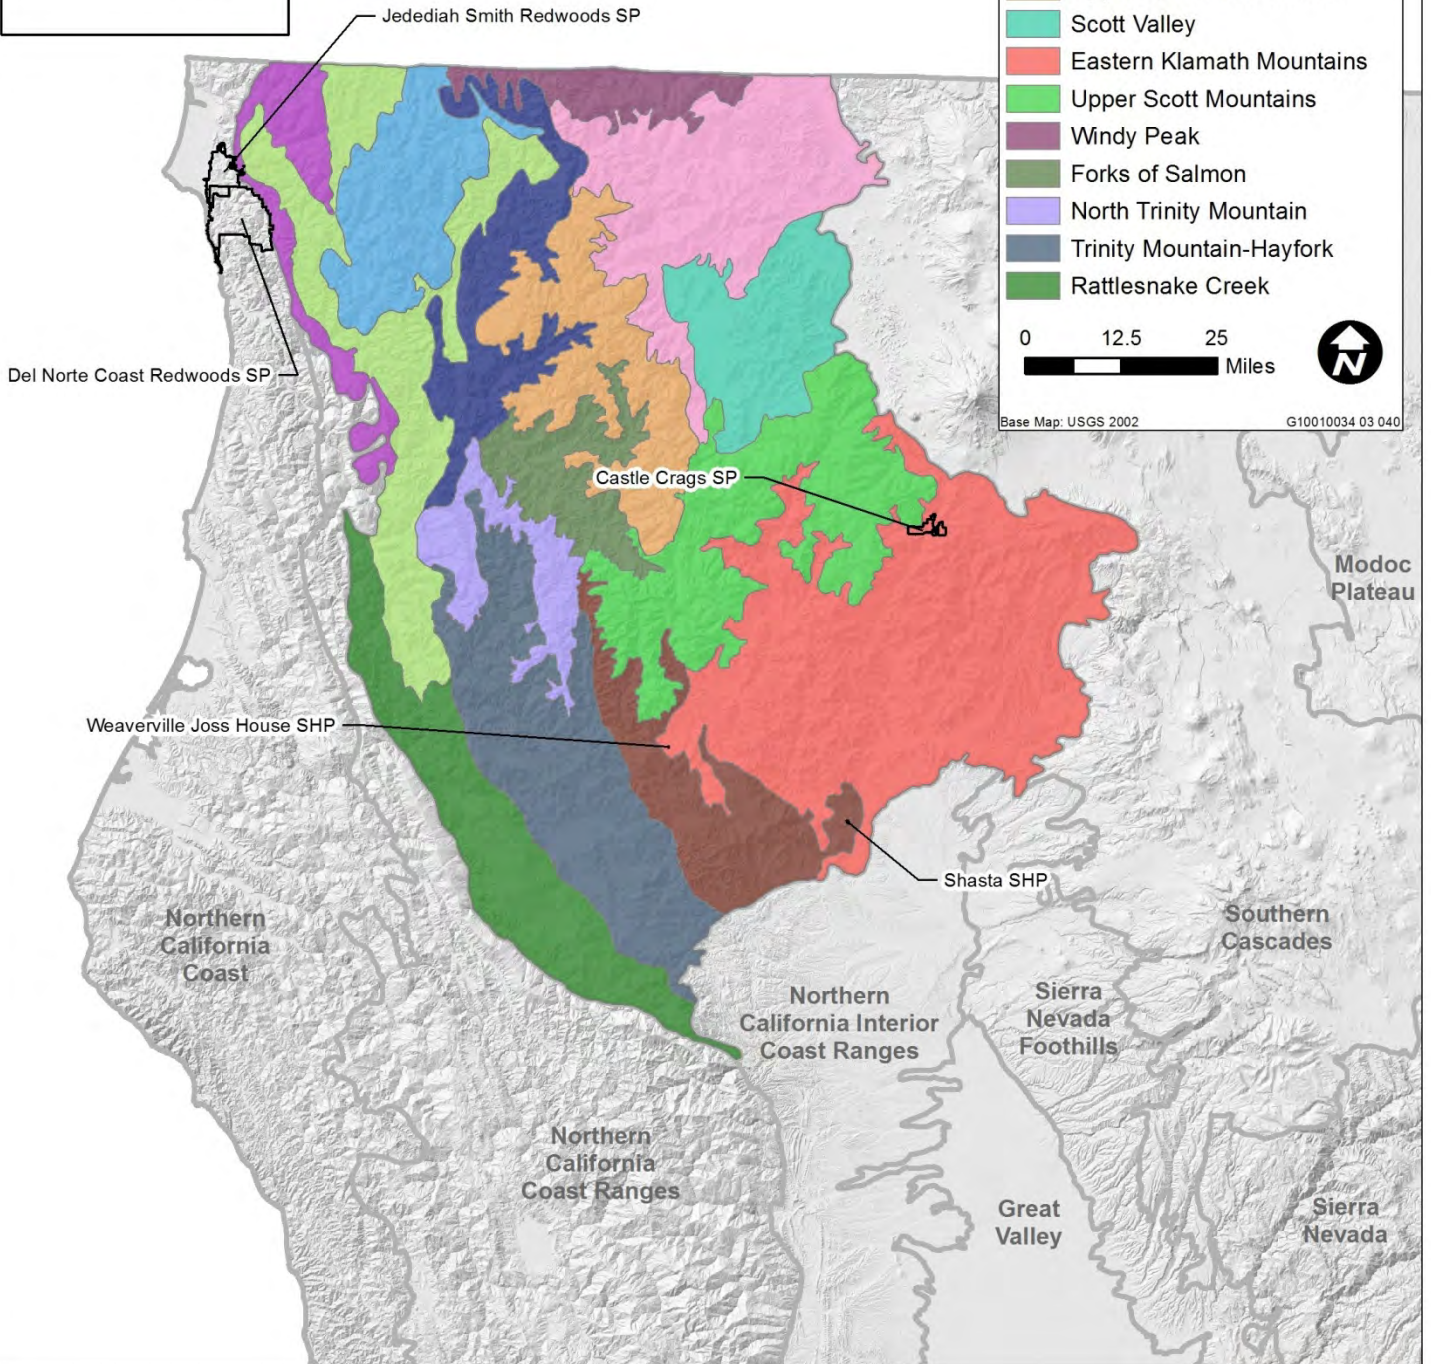 Jedediah Smith Redwoods SP
Scott Valley
Eastern Klamath Mountains
Upper Scott Mountains
Windy Peak
Forks of Salmon
North Trinity Mountain
Trinity Mountain-Hayfork
Rattlesnake Creek
0 12.5 25
Miles
N
Base Map: USGS 2002 G10010034 03 040
Del Norte Coast Redwoods SP
Castle Crags SP
Modoc
Plateau
Weaverville Joss House SHP
Shasta SHP
Northern
California
Coast
Southern
Cascades
Northern
California Interior
Coast Ranges
Sierra
Nevada
Foothills
Northern
California
Coast Ranges
Great
Valley
Sierra
Nevada